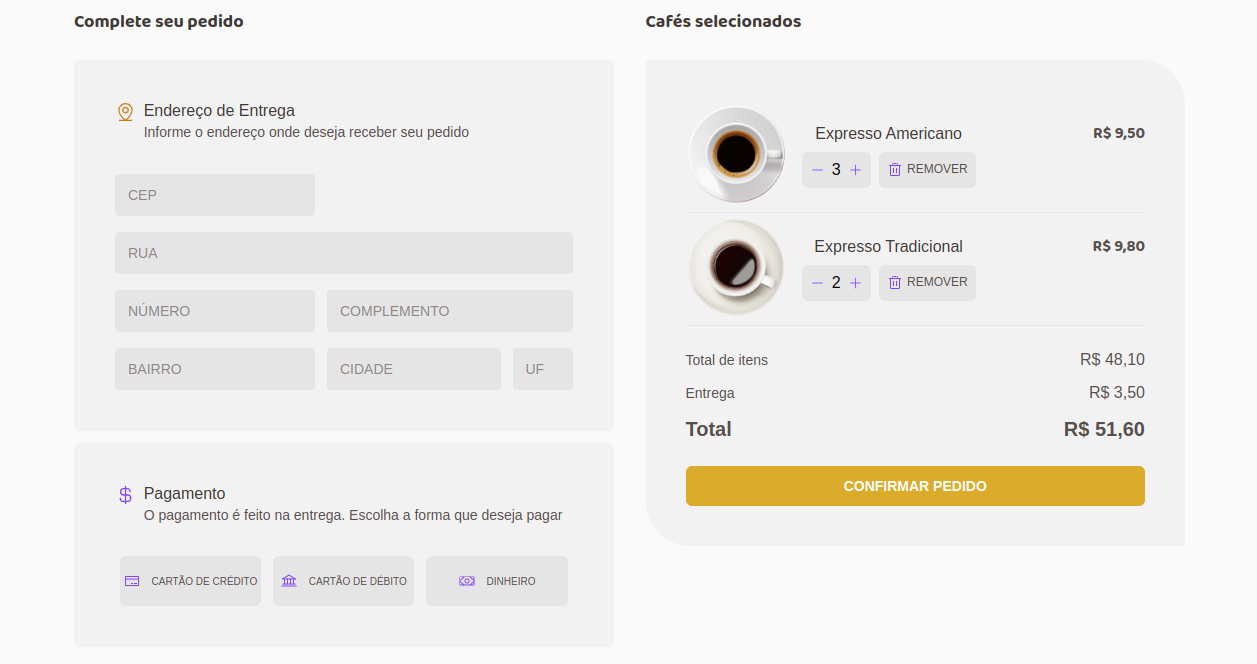 Complete seu pedido
Endereço de Entrega
Informe o endereço onde deseja receber seu pedido
CEP
RUA
NÚMERO COMPLEMENTO
BAIRRO CIDADE UF
Pagamento
O pagamento é feito na entrega. Escolha a forma que deseja pagar
CARTÃO DE CRÉDITO CARTÃO DE DÉBITO DINHEIRO
Cafés selecionados
Expresso Americano R$ 9,50
3 REMOVER
Expresso Tradicional R$ 9,80
2 REMOVER
Total de itens R$ 48,10
Entrega R$ 3,50
Total R$ 51,60
CONFIRMAR PEDIDO